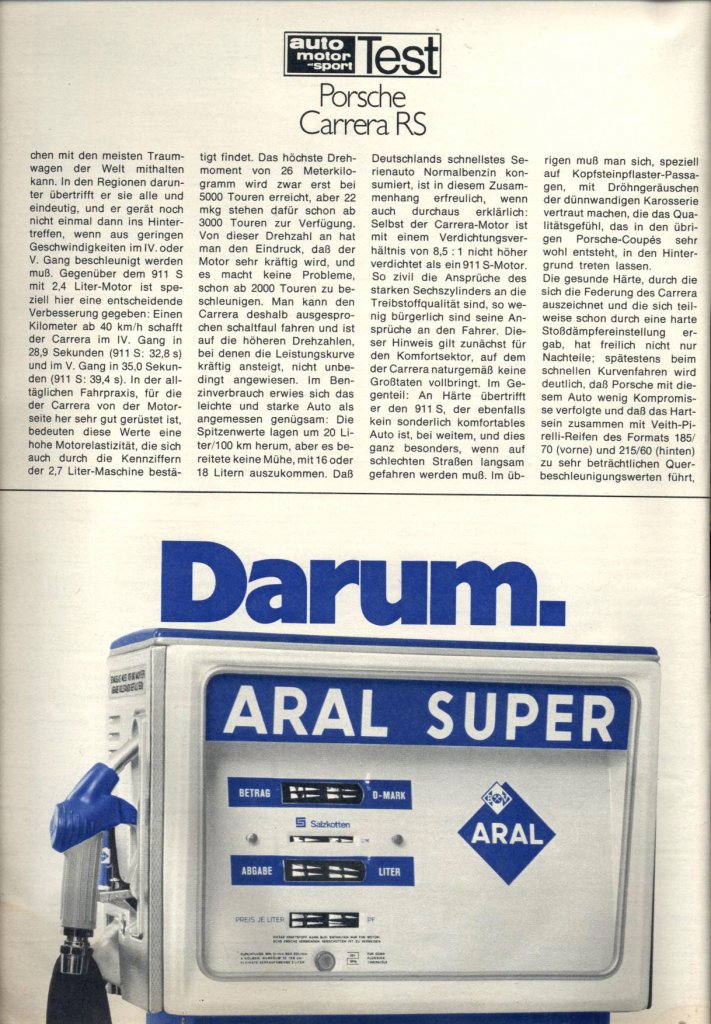 auto
motor
sport
Test
Porsche
Carrera RS
chen mit den meisten Traum-
wagen der Welt mithalten
kann. In den Regionen darun-
ter übertrifft er sie alle und
eindeutig, und er gerät noch
nicht einmal dann ins Hinter-
treffen, wenn aus geringen
Geschwindigkeiten im IV. oder
V. Gang beschleunigt werden
muß. Gegenüber dem 911 S
mit 2,4 Liter-Motor ist spe-
ziell hier eine entscheidende
Verbesserung gegeben: Einen
Kilometer ab 40 km/h schafft
der Carrera im IV. Gang in
28,9 Sekunden (911 S: 32,8 s)
und im V. Gang in 35,0 Sekun-
den (911 S: 39,4 s). In der all-
täglichen Fahrpraxis, für die
der Carrera von der Motor-
seite her sehr gut gerüstet ist,
bedeuten diese Werte eine
hohe Motorelastizität, die sich
auch durch die Kennziffern
der 2,7 Liter-Maschine bestä-
tigt findet. Das höchste Dreh-
moment von 26 Meterkilo-
gramm wird zwar erst bei
5000 Touren erreicht, aber 22
mkg stehen dafür schon ab
3000 Touren zur Verfügung.
Von dieser Drehzahl an hat
man den Eindruck, daß der
Motor sehr kräftig wird, und
es macht keine Probleme,
schon ab 2000 Touren zu be-
schleunigen. Man kann den
Carrera deshalb ausgespro-
chen schaltfaul fahren und ist
auf die höheren Drehzahlen,
bei denen die Leistungskurve
kräftig ansteigt, nicht unbe-
dingt angewiesen. Im Ben-
zinverbrauch erwies sich das
leichte und starke Auto als
angemessen genügsam: Die
Spitzenwerte lagen um 20 Li-
ter/100 km herum, aber es be-
reitete keine Mühe, mit 16 oder
18 Litern auszukommen. Daß
Deutschlands schnellstes Se-
rienauto Normalbenzin kon-
sumiert, ist in diesem Zusam-
menhang erfreulich, wenn
auch durchaus erklärlich:
Selbst der Carrera-Motor ist
mit einem Verdichtungsver-
hältnis von 8,5 : 1 nicht höher
verdichtet als ein 911 S-Motor.
So zivil die Ansprüche des
starken Sechszylinders an die
Treibstoffqualität sind, so we-
nig bürgerlich sind seine An-
sprüche an den Fahrer. Die-
ser Hinweis gilt zunächst für
den Komfortsektor, auf dem
der Carrera naturgemäß keine
Großtaten vollbringt. Im Ge-
genteil: An Härte übertrifft
er den 911 S, der ebenfalls
kein sonderlich komfortables
Auto ist, bei weitem, und dies
ganz besonders, wenn auf
schlechten Straßen langsam
gefahren werden muß. Im üb-
rigen muß man sich, speziell
auf Kopfsteinpflaster-Passa-
gen, mit Dröhngeräuschen
der dünnwandigen Karosserie
vertraut machen, die das Qua-
litätsgefühl, das in den übri-
gen Porsche-Coupés sehr
wohl entsteht, in den Hinter-
grund treten lassen.
Die gesunde Härte, durch die
sich die Federung des Carrera
auszeichnet und die sich teil-
weise schon durch eine harte
Stoßdämpfereinstellung er-
gab, hat freilich nicht nur
Nachteile; spätestens beim
schnellen Kurvenfahren wird
deutlich, daß Porsche mit die-
sem Auto wenig Kompromis-
se verfolgte und daß das Hart-
sein zusammen mit Veith-Pi-
relli-Reifen des Formats 185/
70 (vorne) und 215/60 (hinten)
zu sehr beträchtlichen Quer-
beschleunigungswerten führt,
Darum.
ARAL SUPER
BETRAG D-MARK
Salzkotten
ABGABE LITER
ARAL
PREIS JE LITER PF